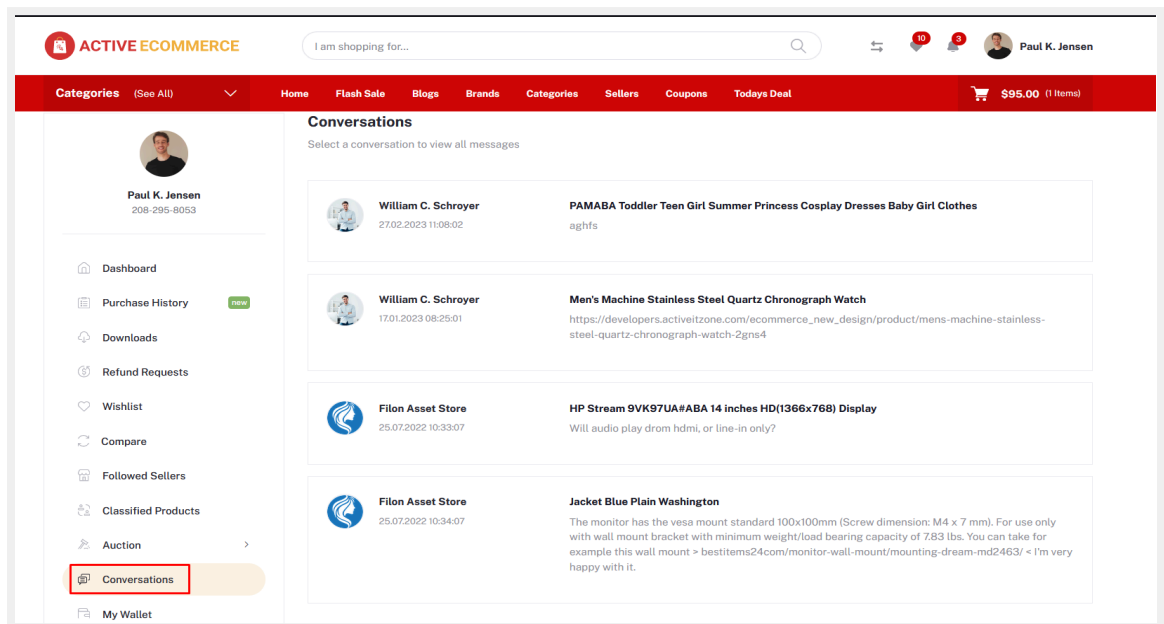 ACTIVE ECOMMERCE
I am shopping for...
10
3
Paul K. Jensen
Categories (See All)
Home Flash Sale Blogs Brands Categories Sellers Coupons Todays Deal
$95.00 (1 Items)
Paul K. Jensen
208-295-8053
Dashboard
Purchase History new
Downloads
Refund Requests
Wishlist
Compare
Followed Sellers
Classified Products
Auction
Conversations
My Wallet
Conversations
Select a conversation to view all messages
William C. Schroyer
27.02.2023 11:08:02
PAMABA Toddler Teen Girl Summer Princess Cosplay Dresses Baby Girl Clothes
aghfs
William C. Schroyer
17.01.2023 08:25:01
Men's Machine Stainless Steel Quartz Chronograph Watch
https://developers.activeitzone.com/ecommerce_new_design/product/mens-machine-stainless-
steel-quartz-chronograph-watch-2gns4
Filon Asset Store
25.07.2022 10:33:07
HP Stream 9VK97UA#ABA 14 inches HD(1366x768) Display
Will audio play drom hdmi, or line-in only?
Filon Asset Store
25.07.2022 10:34:07
Jacket Blue Plain Washington
The monitor has the vesa mount standard 100x100mm (Screw dimension: M4 x 7 mm). For use only
with wall mount bracket with minimum weight/load bearing capacity of 7.83 lbs. You can take for
example this wall mount > bestitems24com/monitor-wall-mount/mounting-dream-md2463/ < I'm very
happy with it.